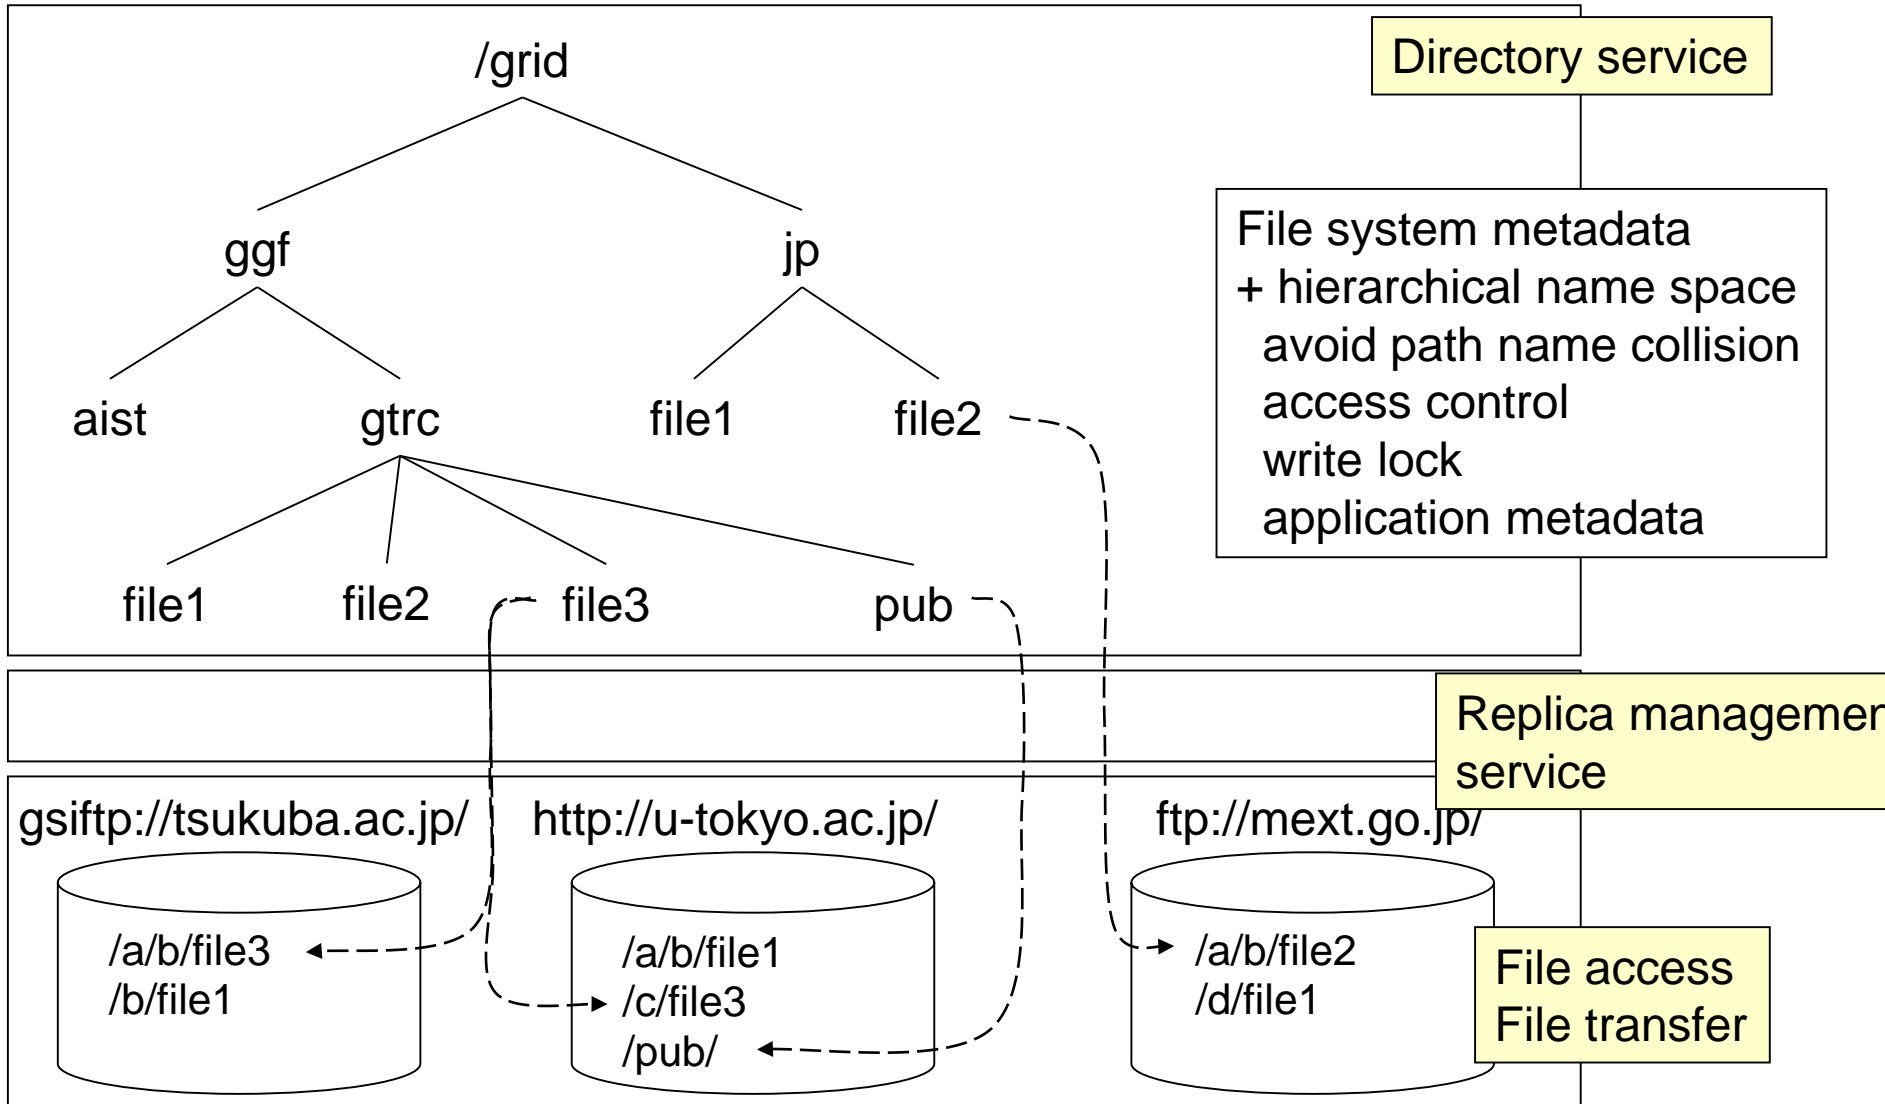 /grid
Directory service
ggf
jp
File system metadata
+ hierarchical name space
avoid path name collision
access control
write lock
application metadata
aist
gtrc
file1
file2
file1
file2
file3
pub
Replica managemen
service
gsiftp://tsukuba.ac.jp/
http://u-tokyo.ac.jp/
ftp://mext.go.jp/
/a/b/file3
/b/file1
/a/b/file1
/c/file3
/pub/
/a/b/file2
/d/file1
File access
File transfer